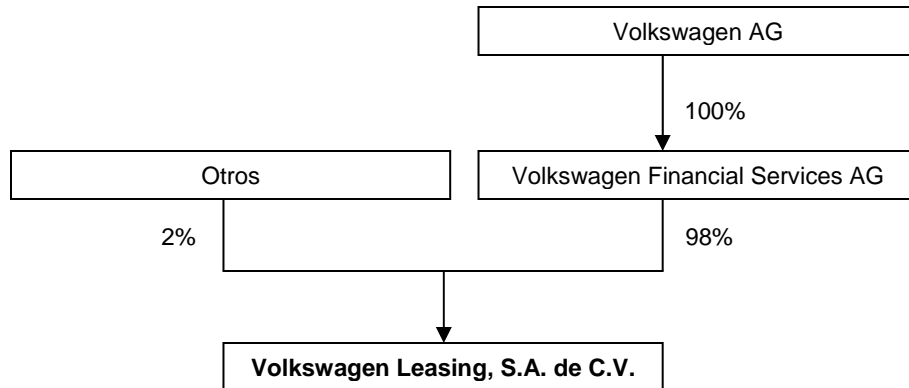 Volkswagen AG
100%
Otros
Volkswagen Financial Services AG
2%
98%
Volkswagen Leasing, S.A. de C.V.